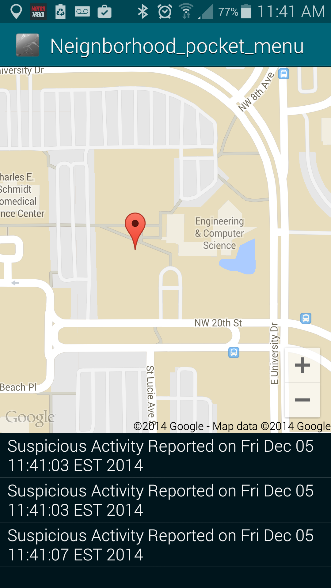 77% 11:41 AM
Neignborhood_pocket_menu
niversity Dr
NW 8th Ave
harles E.
Schmidt
omedical
nce Center
Engineering
& Computer
Science
NW 20th St
E University Dr
St Lucie Ave
Beach Pl
+
−
Google
©2014 Google - Map data ©2014 Google
Suspicious Activity Reported on Fri Dec 05
11:41:03 EST 2014
Suspicious Activity Reported on Fri Dec 05
11:41:03 EST 2014
Suspicious Activity Reported on Fri Dec 05
11:41:07 EST 2014